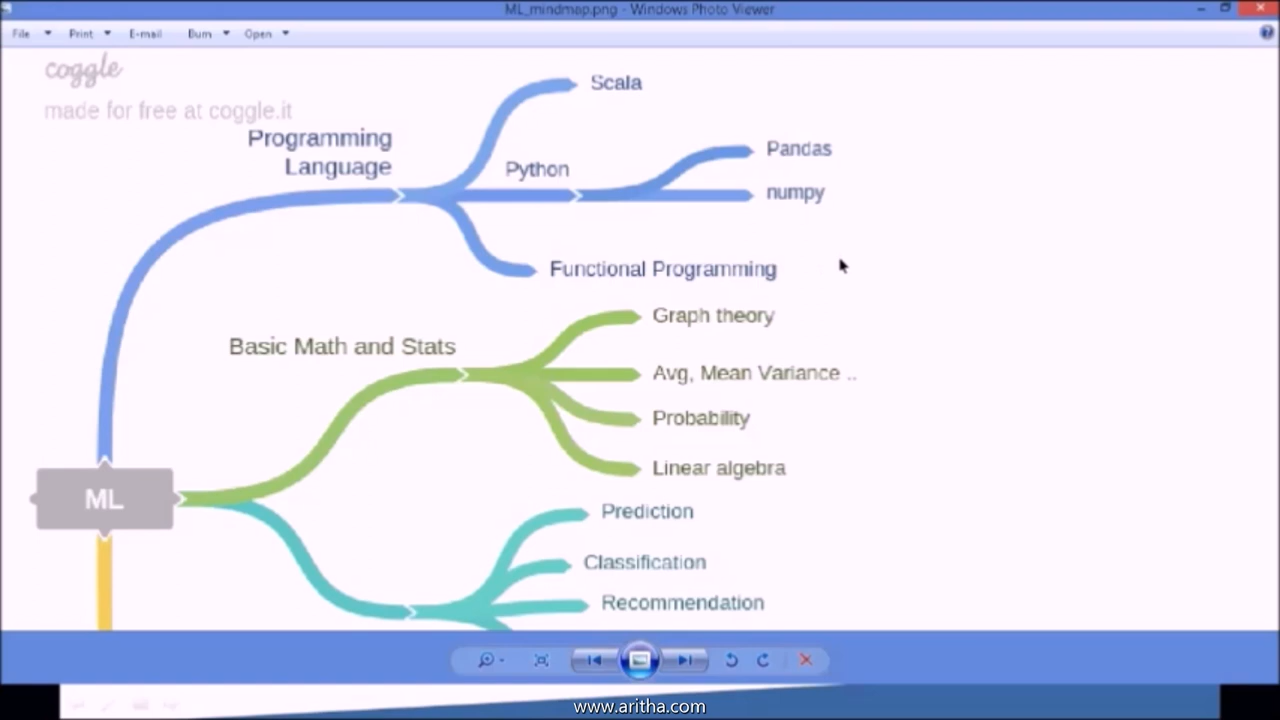 ML_mindmap.png - Windows Photo Viewer
File Print E-mail Burn Open
coggle
made for free at coggle.it
Scala
Programming
Language
Python
Pandas
numpy
Functional Programming
Graph theory
Basic Math and Stats
Avg, Mean Variance ..
Probability
Linear algebra
ML
Prediction
Classification
Recommendation
www.aritha.com